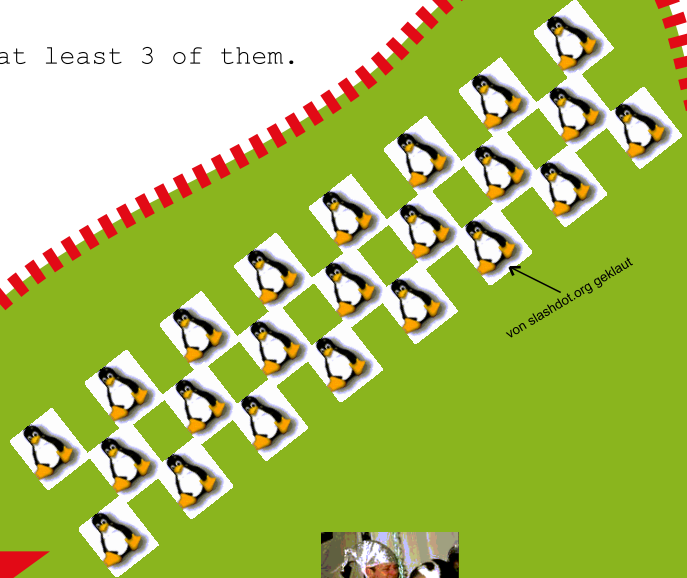 at least 3 of them.
von slashdot.org geklaut